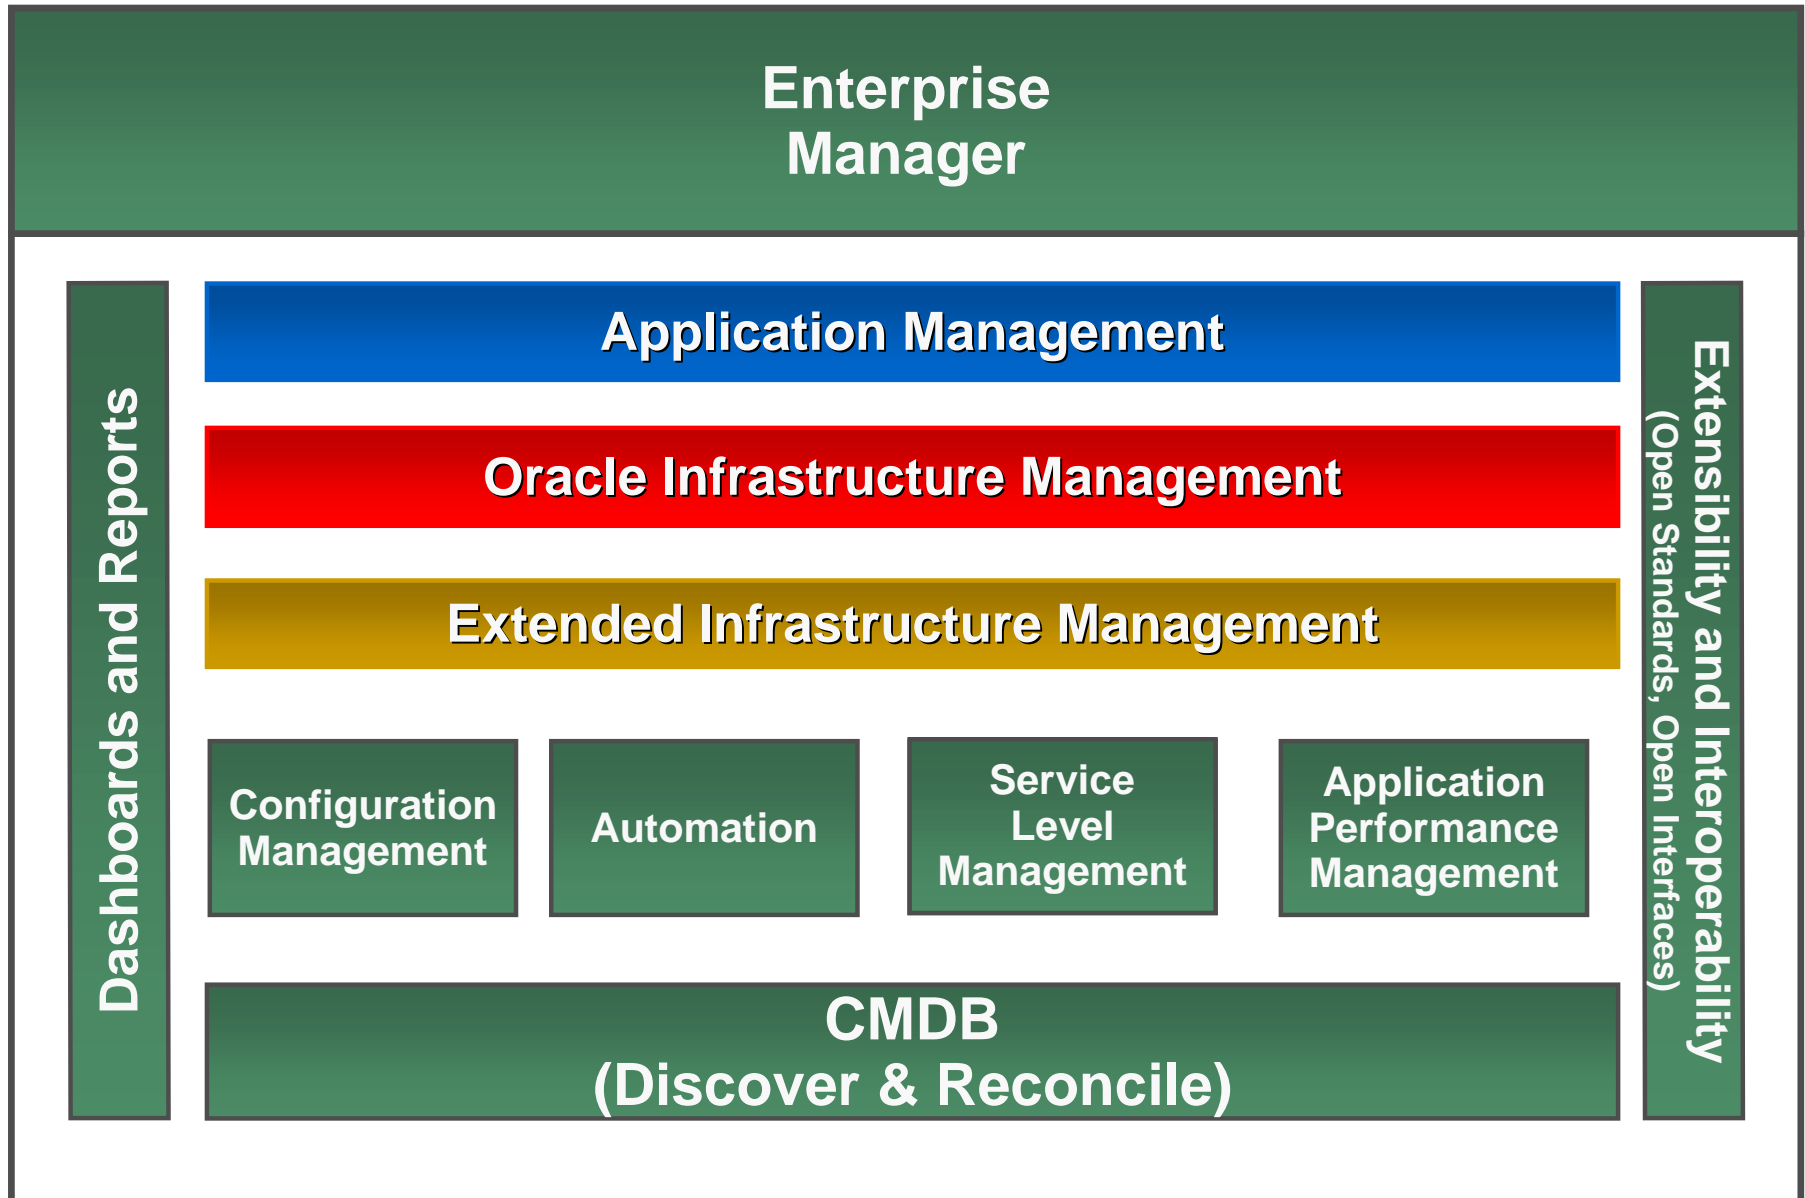 Enterprise
Manager
Dashboards and Reports
Application Management
Oracle Infrastructure Management
Extended Infrastructure Management
Configuration
Management
Automation
Service
Level
Management
Application
Performance
Management
CMDB
(Discover & Reconcile)
Extensibility and Interoperability
(Open Standards, Open Interfaces)